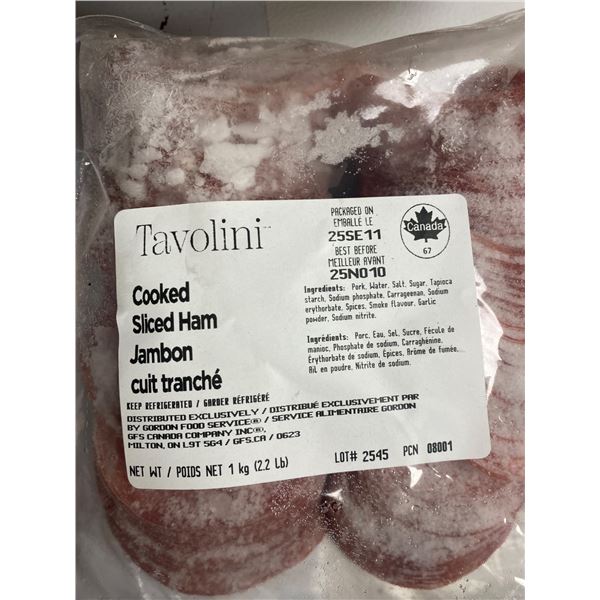 Tavolini™
Cooked
Sliced Ham
Jambon
cuit tranché
KEEP REFRIGERATED / GARDER RÉFRIGÉRÉ
DISTRIBUTED EXCLUSIVELY / DISTRIBUÉ EXCLUSIVEMENT PAR
BY GORDON FOOD SERVICE® / SERVICE ALIMENTAIRE GORDON
GFS CANADA COMPANY INC®.
MILTON, ON L9T 5G4 / GFS.CA / 0623
NET WT / POIDS NET 1 kg (2.2 Lb)
PACKAGED ON
EMBALLÉ LE
25SE11
BEST BEFORE
MEILLEUR AVANT
25NO10
Canada
67
Ingredients: Pork, Water, Salt, Sugar, Tapioca
starch, Sodium phosphate, Carrageenan, Sodium
erythorbate, Spices, Smoke flavour, Garlic
powder, Sodium nitrite.
Ingrédients: Porc, Eau, Sel, Sucre, Fécule de
manioc, Phosphate de sodium, Carraghénine,
Érythorbate de sodium, Épices, Arôme de fumée,
Ail en poudre, Nitrite de sodium.
LOT# 2545 PCN 08001